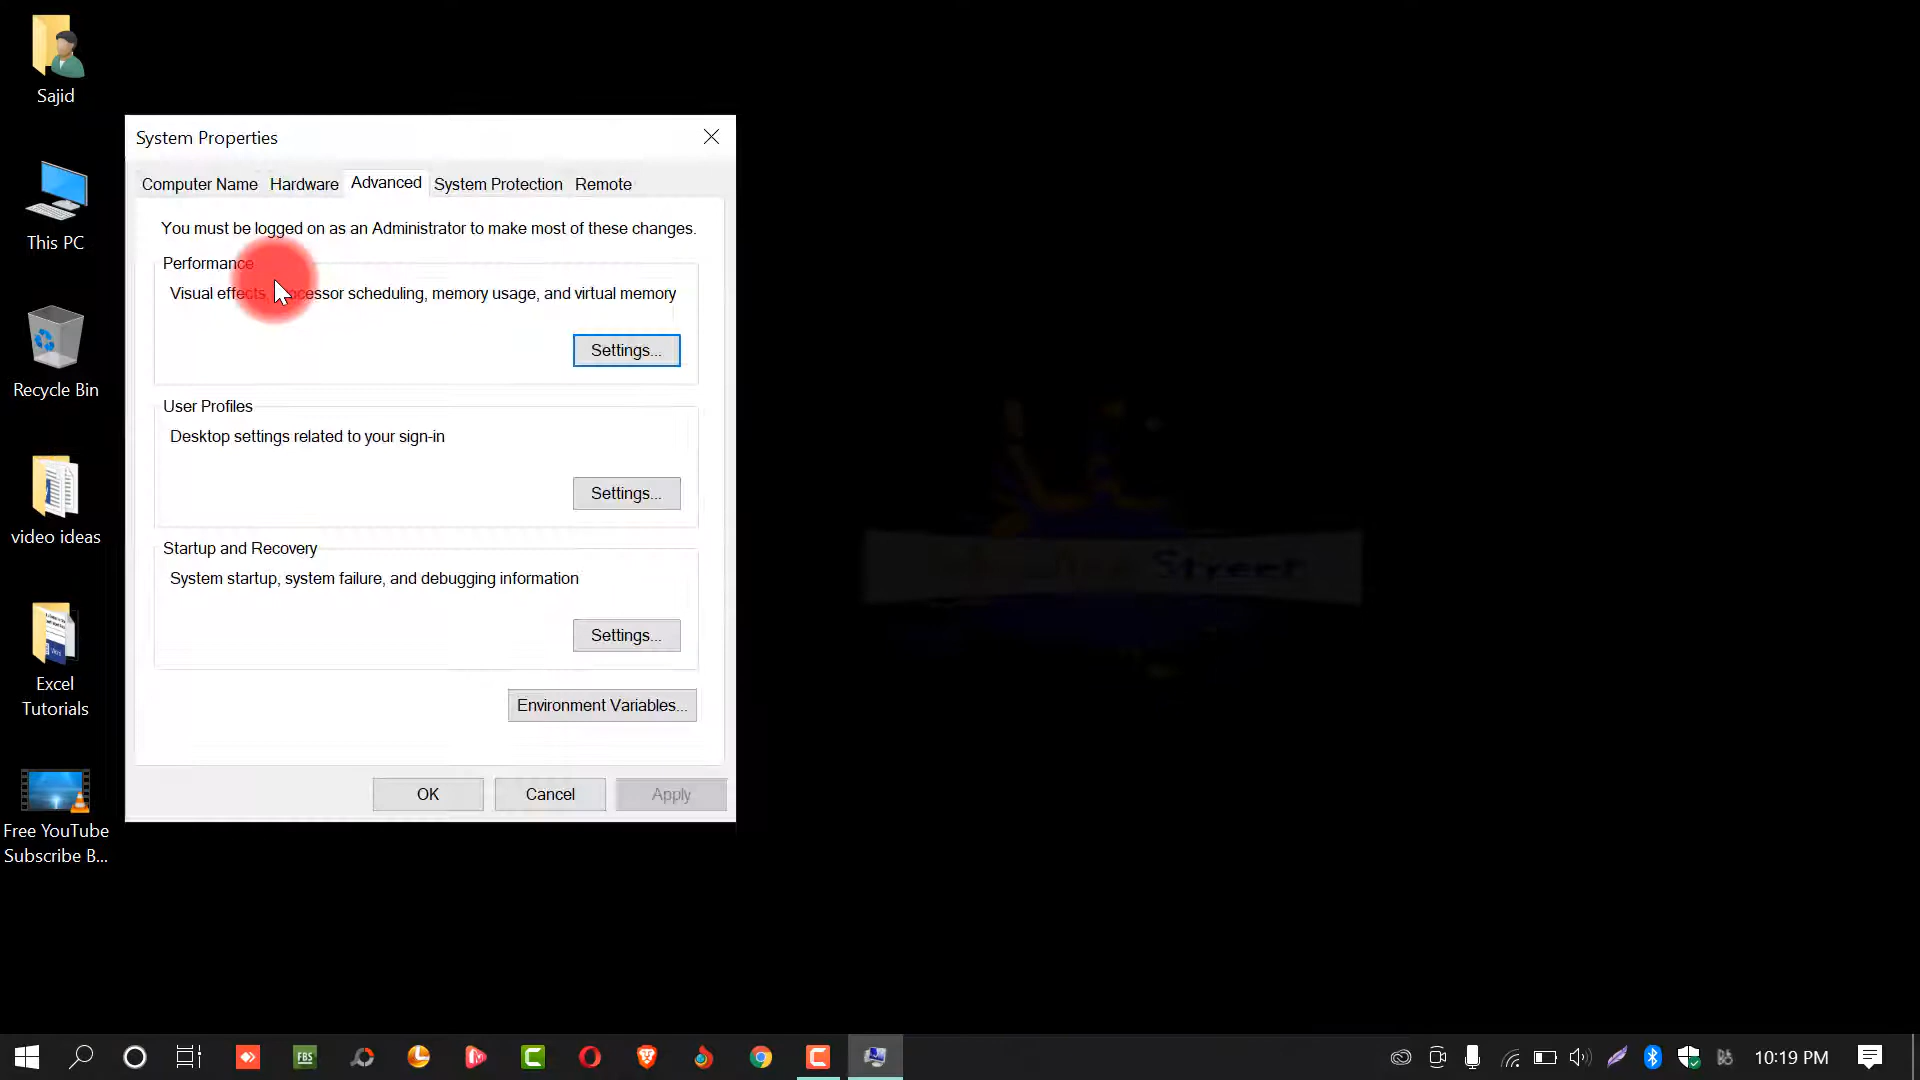 Sajid
This PC
Recycle Bin
video ideas
Excel
Tutorials
Free YouTube
Subscribe B...
System Properties
Computer Name
Hardware
Advanced
System Protection
Remote
You must be logged on as an Administrator to make most of these changes.
Performance
Visual effects, processor scheduling, memory usage, and virtual memory
Settings...
User Profiles
Desktop settings related to your sign-in
Settings...
Startup and Recovery
System startup, system failure, and debugging information
Settings...
Environment Variables...
OK
Cancel
Apply
Street
FBS
10:19 PM